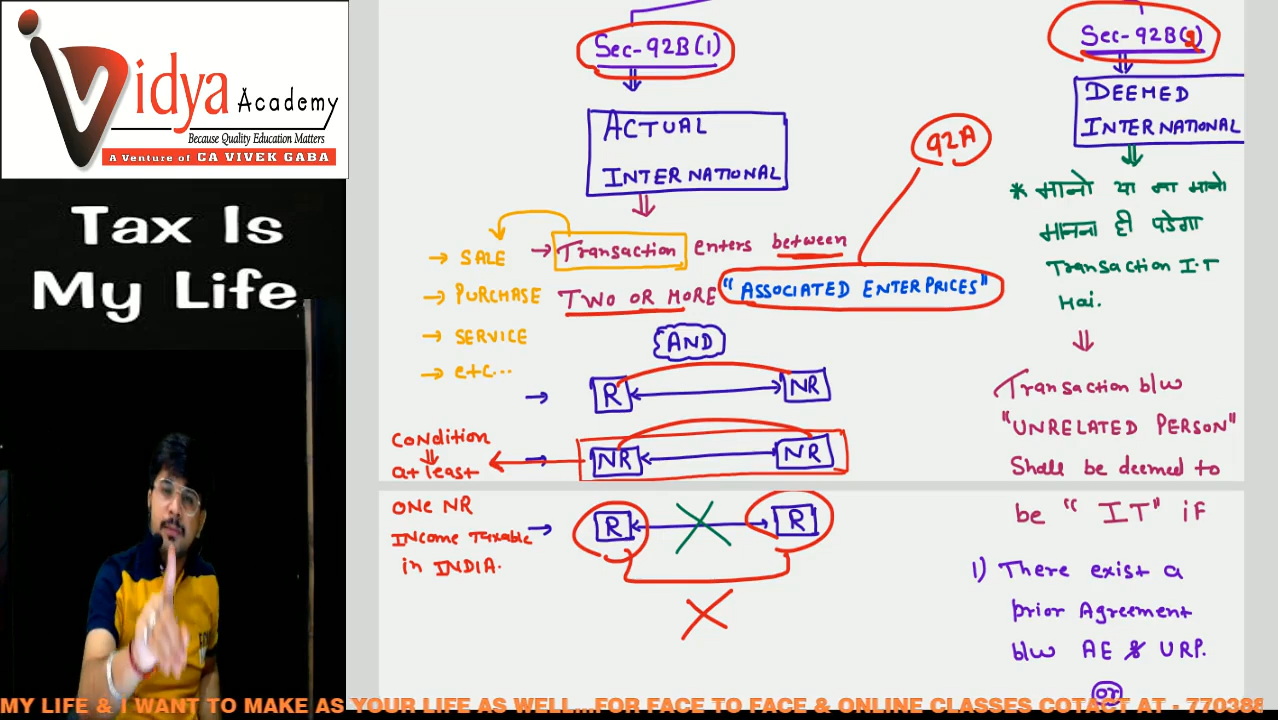 Vidya
Academy
Because Quality Education Matters
A Venture of CA VIVEK GABA
Tax Is
My Life
Sec-92B(1)
ACTUAL
INTERNATIONAL
92A
→ Transaction enters between
TWO OR MORE "ASSOCIATED ENTERPRICES"
→ SALE
→ PURCHASE
→ SERVICE
→ etc...
AND
→ R NR
→ NR NR
→ R R
Condition
at least
ONE NR
Income Taxable
in INDIA.
Sec-92B(2)
DEEMED
INTERNATIONAL
* मानो या ना मानो
मानना ही पडेगा
Transaction I.T
Hai.
Transaction b/w
"UNRELATED PERSON"
Shall be deemed to
be "IT" if
1) There exist a
prior Agreement
b/w AE & URP.
or
MY LIFE & I WANT TO MAKE AS YOUR LIFE AS WELL....FOR FACE TO FACE & ONLINE CLASSES COTACT AT - 770388